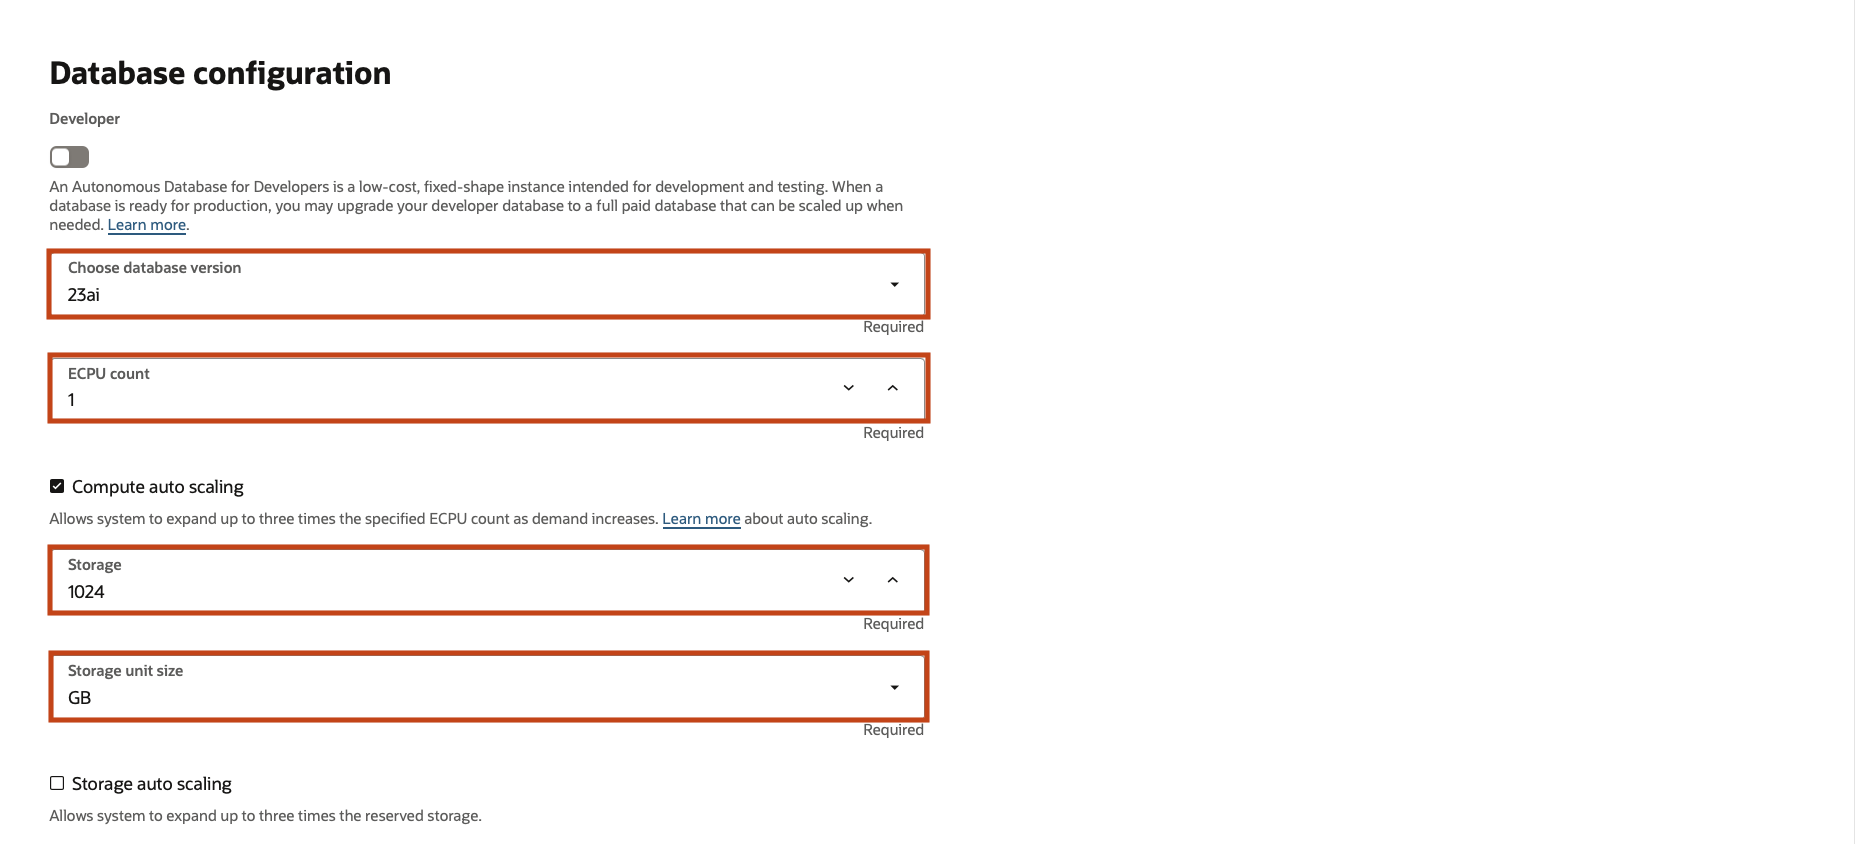 Database configuration
Developer
An Autonomous Database for Developers is a low-cost, fixed-shape instance intended for development and testing. When a
database is ready for production, you may upgrade your developer database to a full paid database that can be scaled up when
needed. Learn more.
Choose database version
23ai
Required
ECPU count
1
Required
Compute auto scaling
Allows system to expand up to three times the specified ECPU count as demand increases. Learn more about auto scaling.
Storage
1024
Required
Storage unit size
GB
Required
Storage auto scaling
Allows system to expand up to three times the reserved storage.